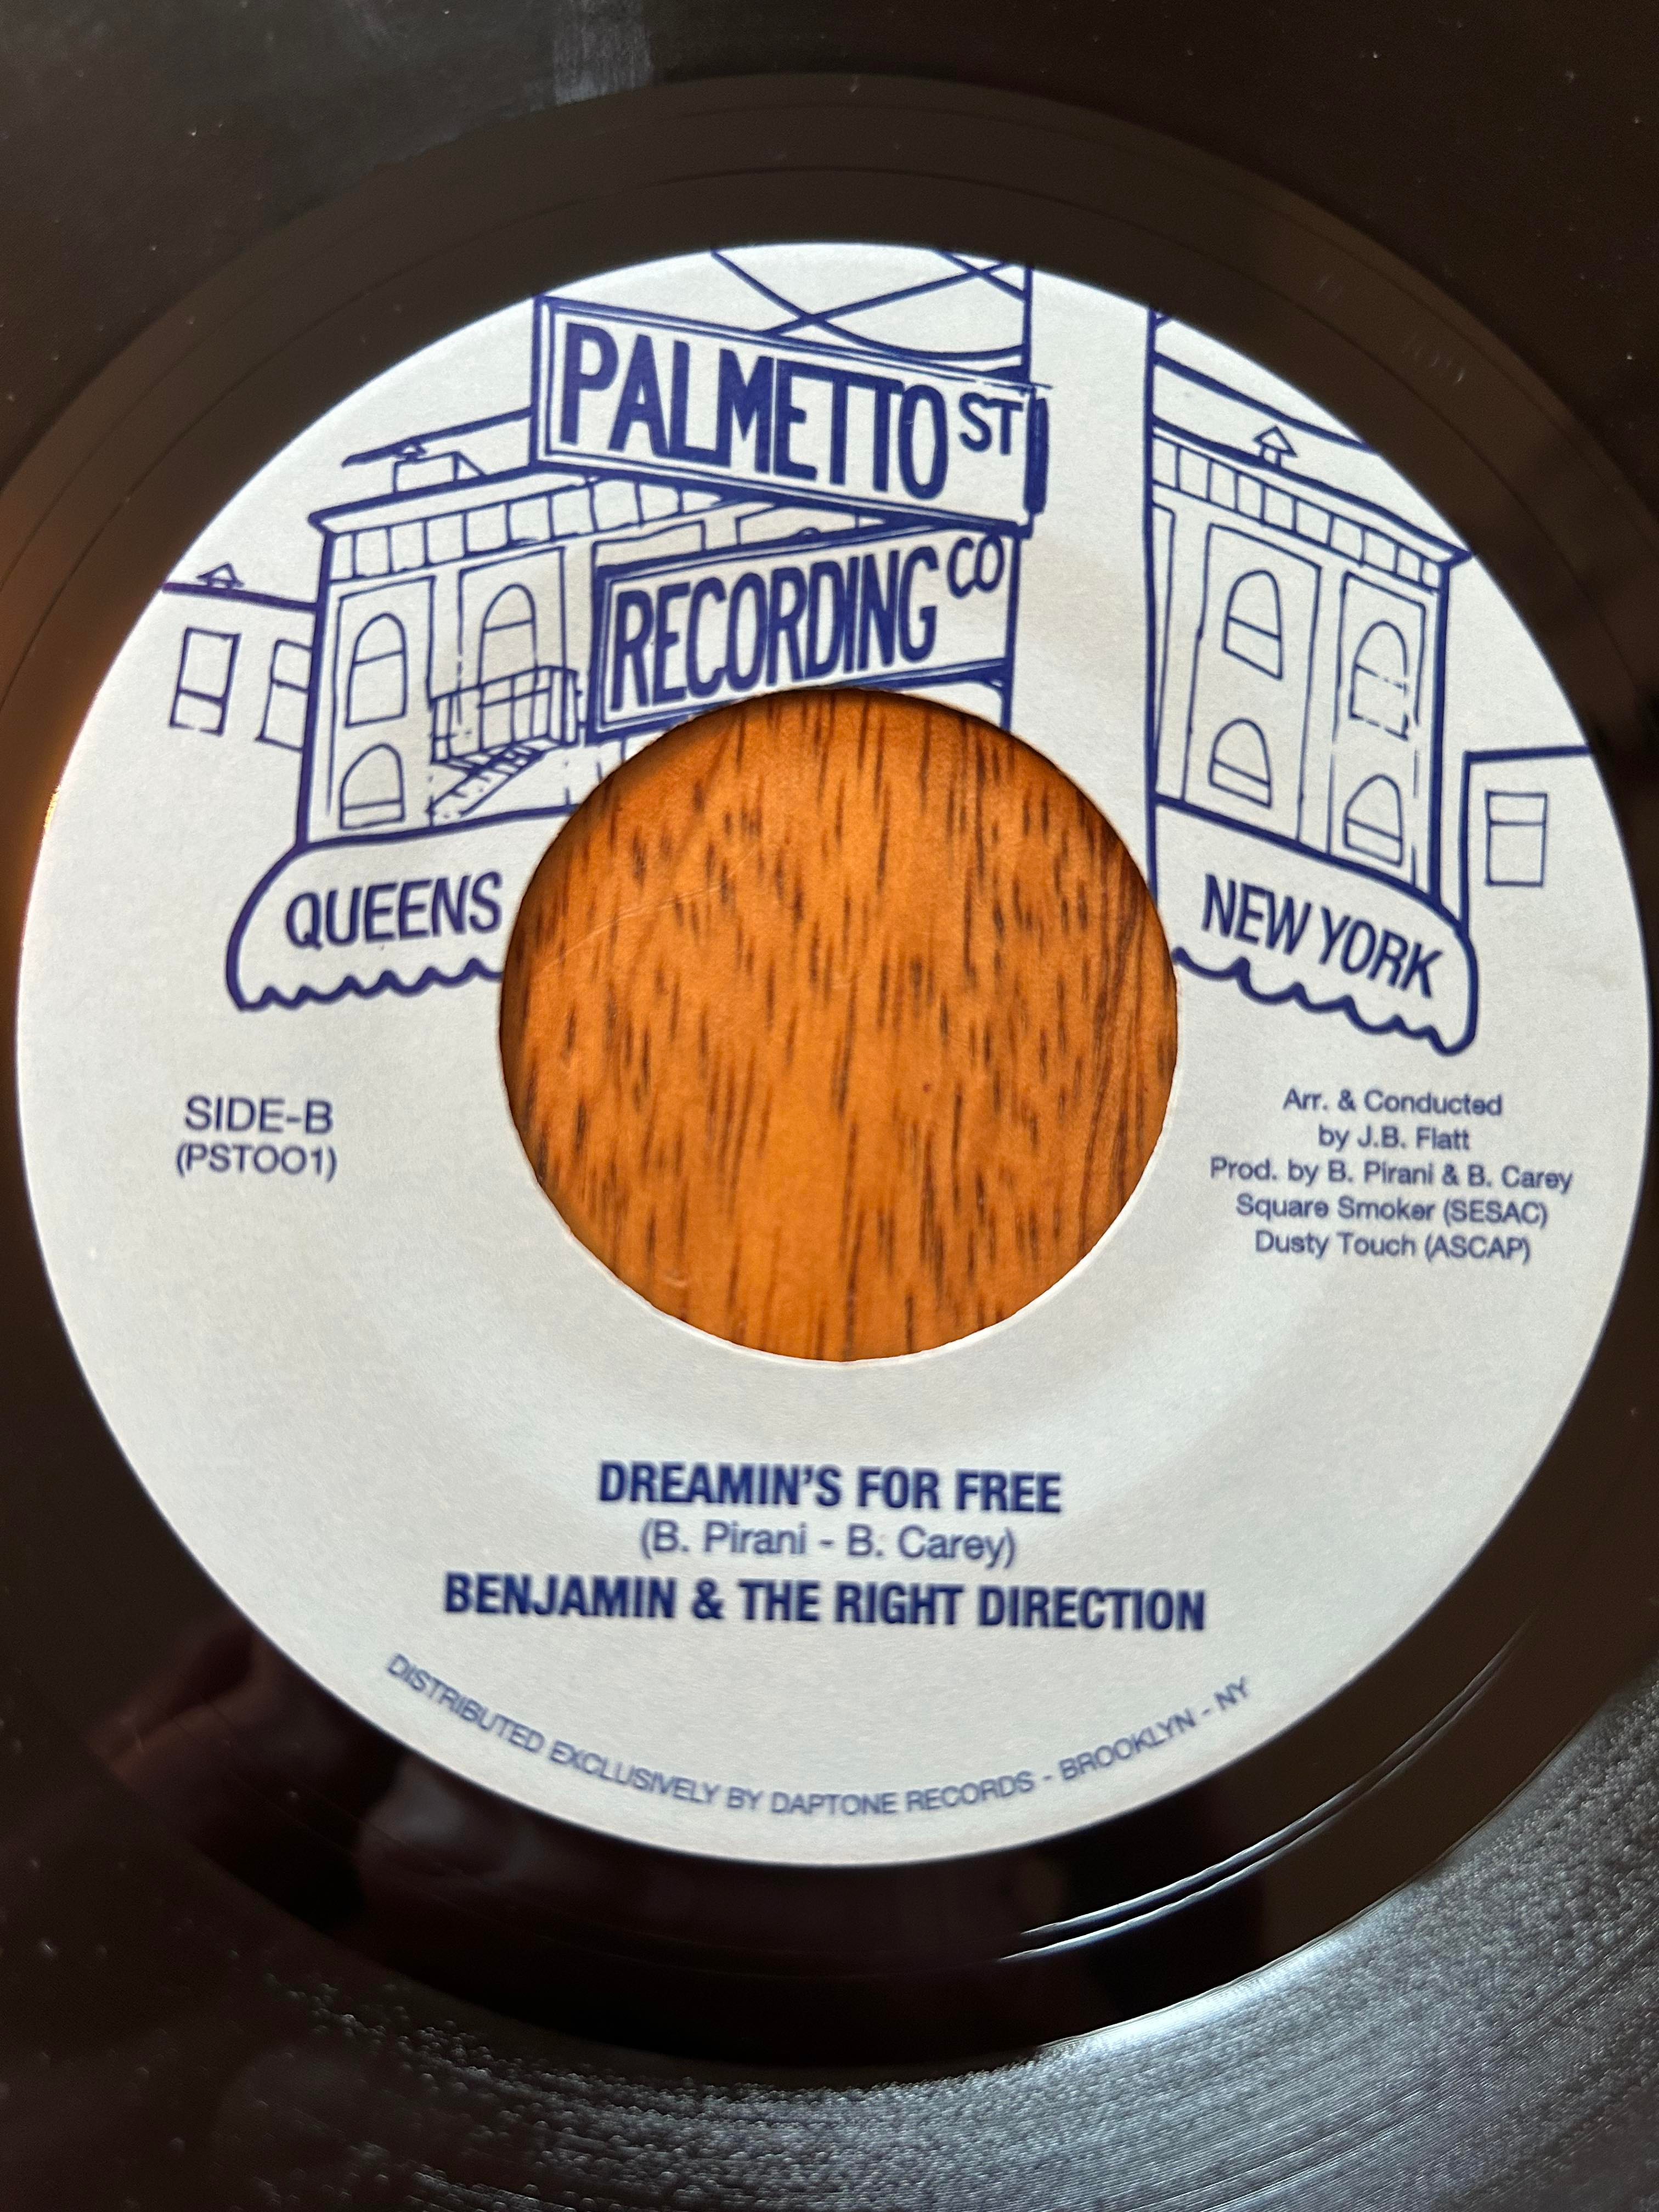 PALMETTO ST
RECORDING CO
QUEENS
NEW YORK
SIDE-B
(PST001)
Arr. & Conducted
by J.B. Flatt
Prod. by B. Pirani & B. Carey
Square Smoker (SESAC)
Dusty Touch (ASCAP)
DREAMIN'S FOR FREE
(B. Pirani - B. Carey)
BENJAMIN & THE RIGHT DIRECTION
DISTRIBUTED EXCLUSIVELY BY DAPTONE RECORDS - BROOKLYN - NY